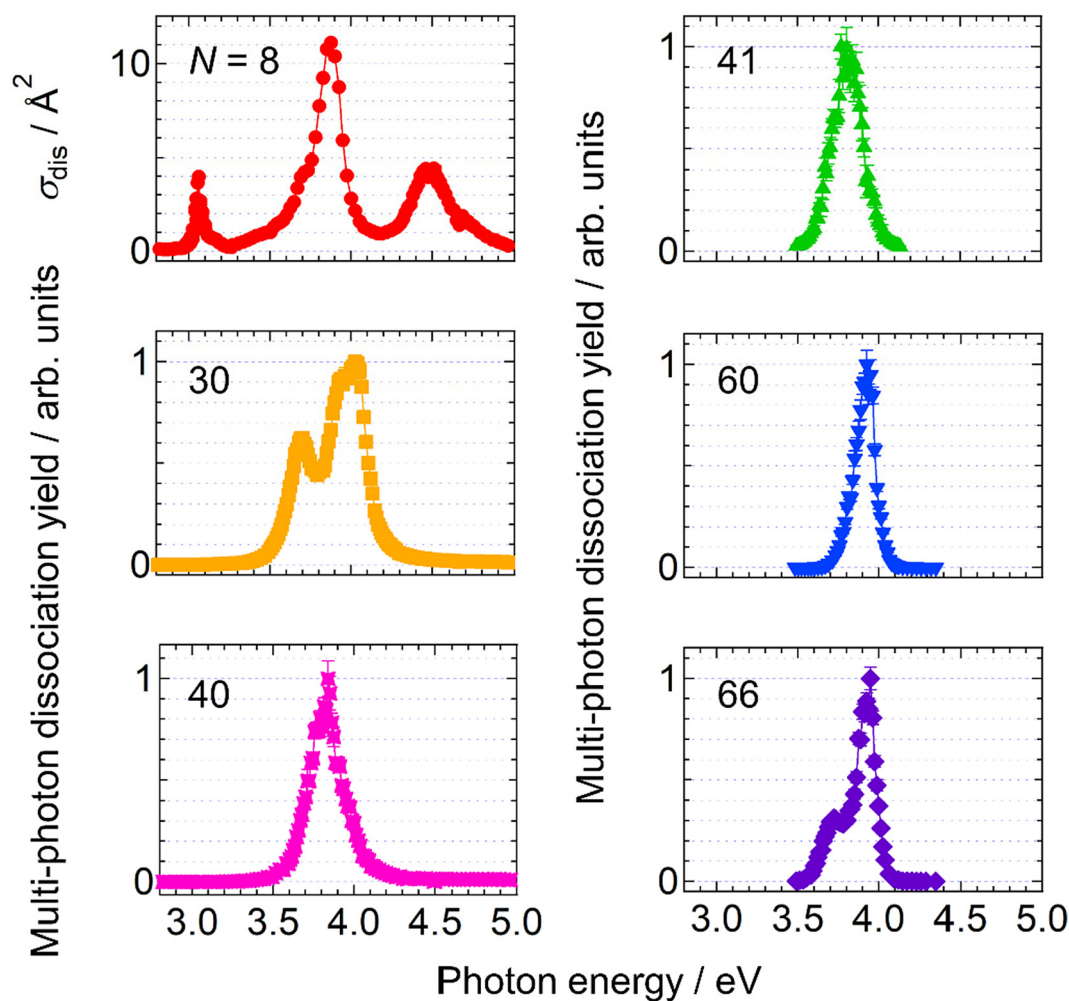 σdis / Å²
Multi-photon dissociation yield / arb. units
N = 8
10
0
30
1
0
40
1
0
3.0 3.5 4.0 4.5 5.0
Multi-photon dissociation yield / arb. units
41
1
0
60
1
0
66
1
0
3.0 3.5 4.0 4.5 5.0
Photon energy / eV